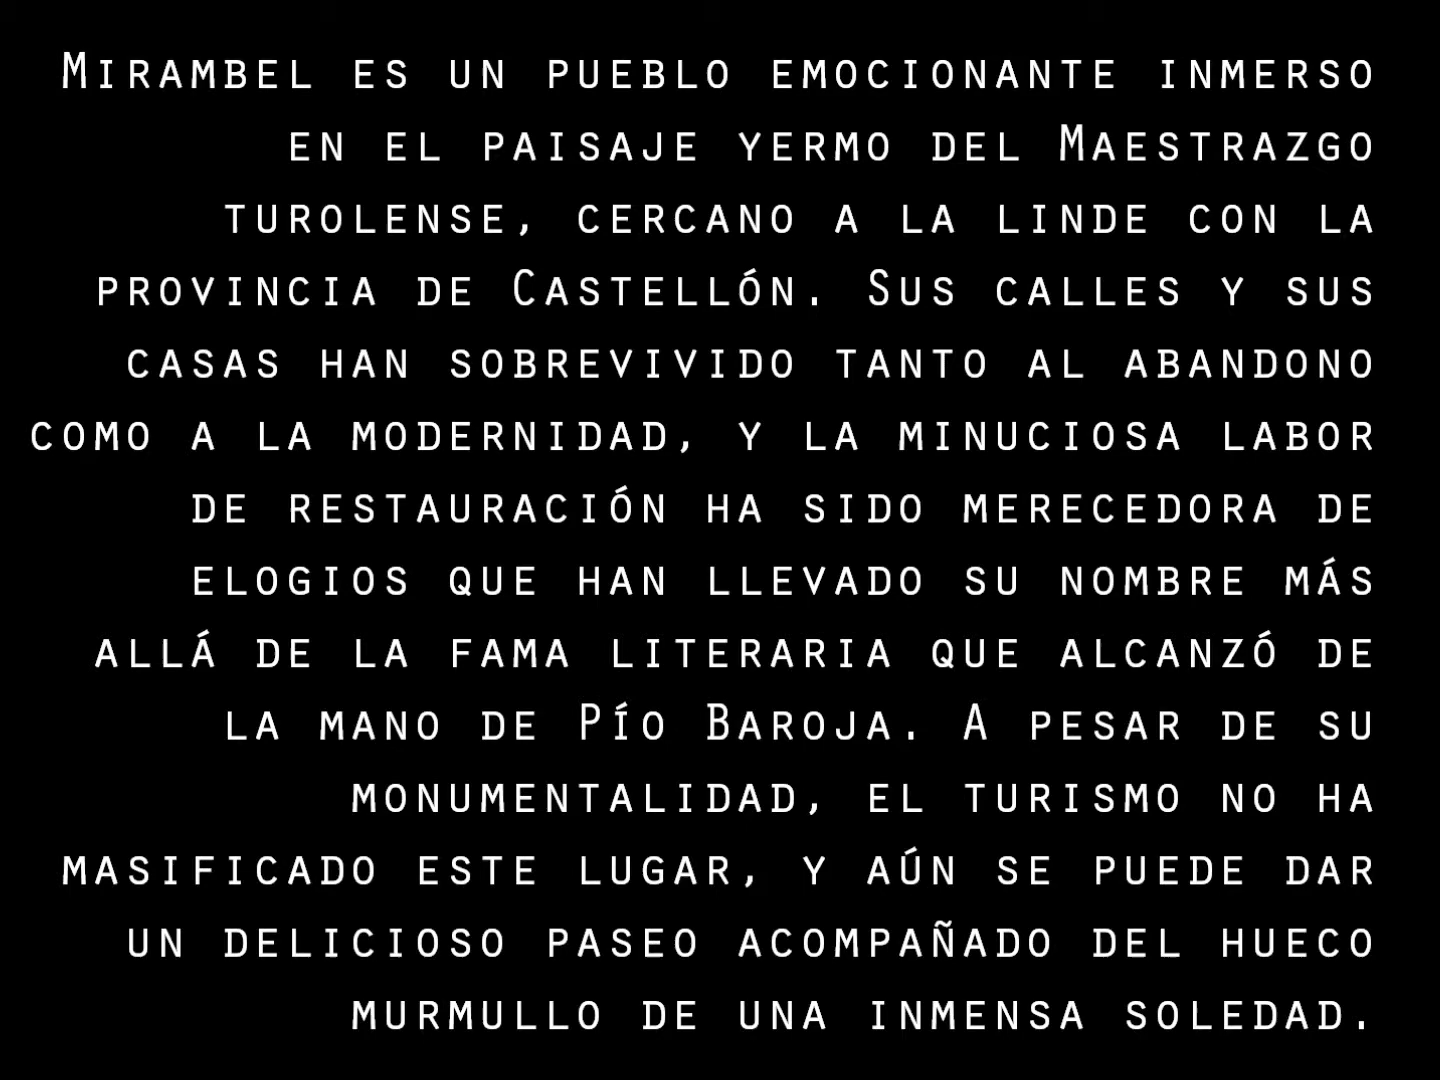 Mirambel es un pueblo emocionante inmerso
en el paisaje yermo del Maestrazgo
turolense, cercano a la linde con la
provincia de Castellón. Sus calles y sus
casas han sobrevivido tanto al abandono
como a la modernidad, y la minuciosa labor
de restauración ha sido merecedora de
elogios que han llevado su nombre más
allá de la fama literaria que alcanzó de
la mano de Pío Baroja. A pesar de su
monumentalidad, el turismo no ha
masificado este lugar, y aún se puede dar
un delicioso paseo acompañado del hueco
murmullo de una inmensa soledad.